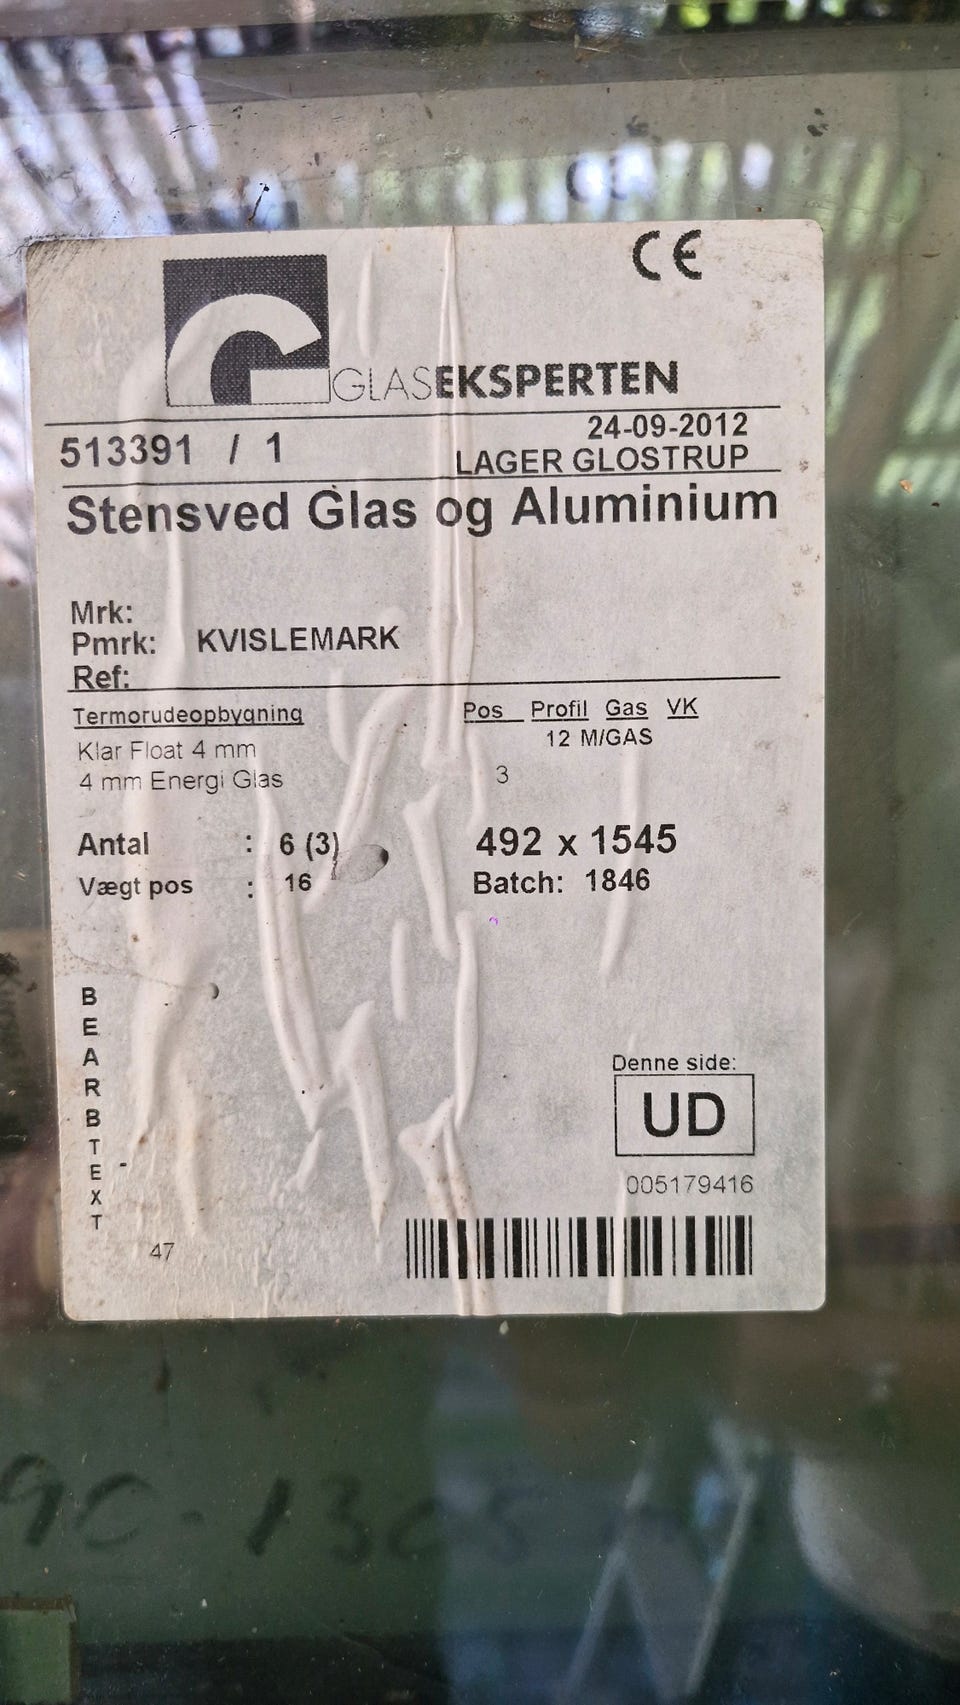 CE
GLASEKSPERTEN
513391 / 1
24-09-2012
LAGER GLOSTRUP
Stensved Glas og Aluminium
Mrk:
Pmrk: KVISLEMARK
Ref:
Termorudeopbygning Pos Profil Gas VK
12 M/GAS
Klar Float 4 mm
4 mm Energi Glas 3
Antal : 6 (3) 492 x 1545
Vægt pos : 16 Batch: 1846
BEARBTEXT
Denne side:
UD
005179416
47